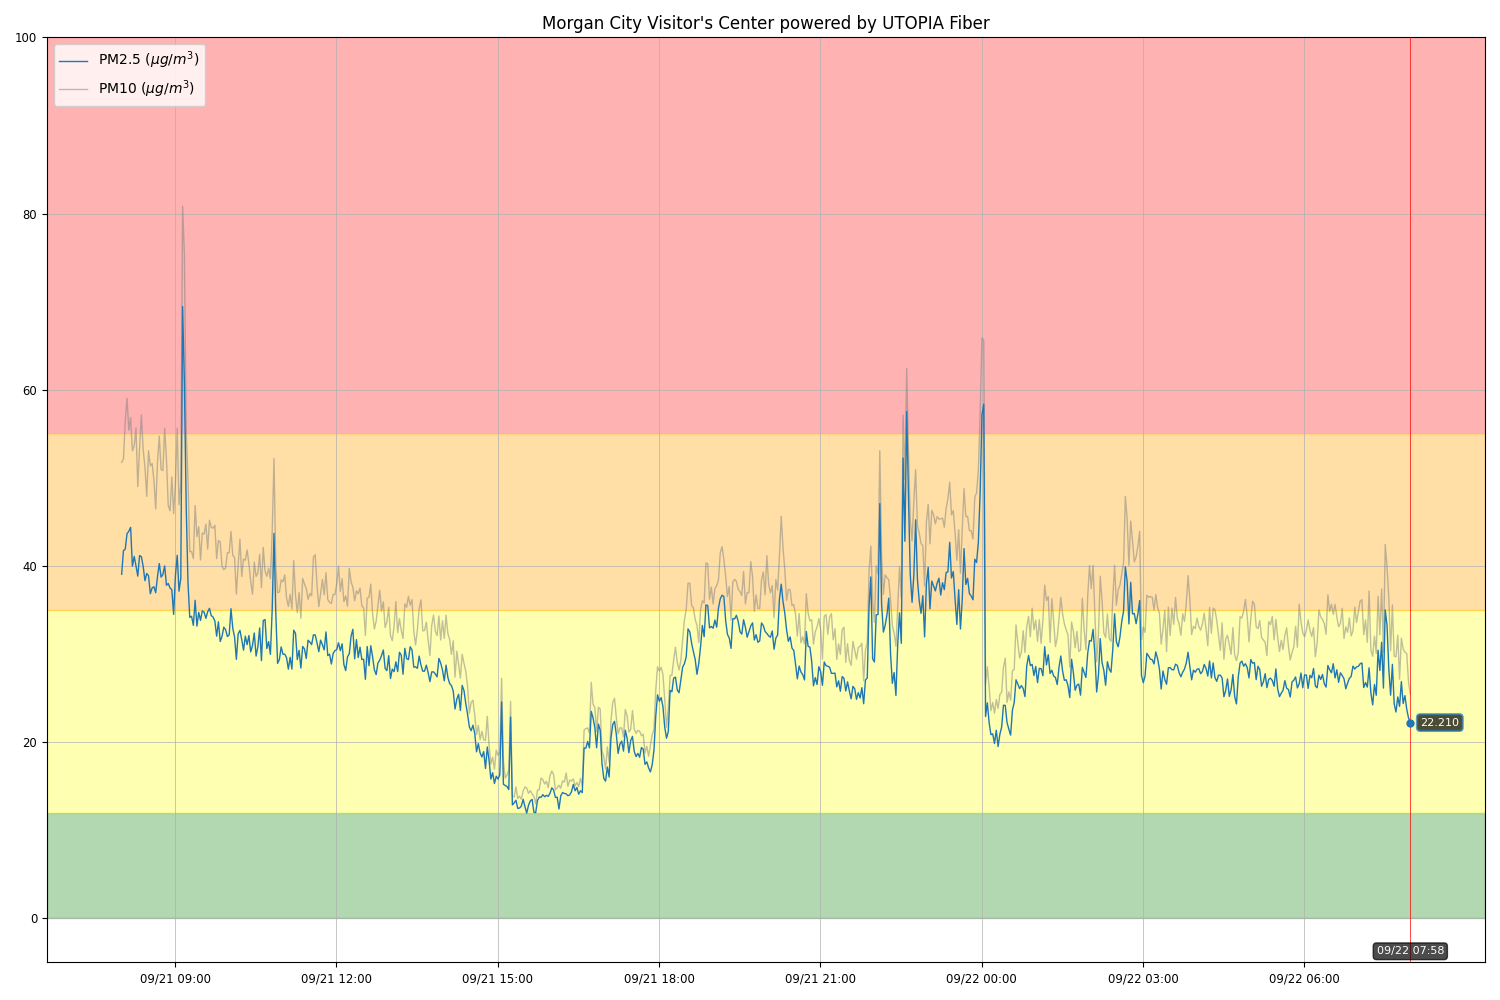 Morgan City Visitor's Center powered by UTOPIA Fiber
100
PM2.5 (μg/m³)
PM10 (μg/m³)
80
60
40
20
22.210
0
09/22 07:58
09/21 09:00 09/21 12:00 09/21 15:00 09/21 18:00 09/21 21:00 09/22 00:00 09/22 03:00 09/22 06:00